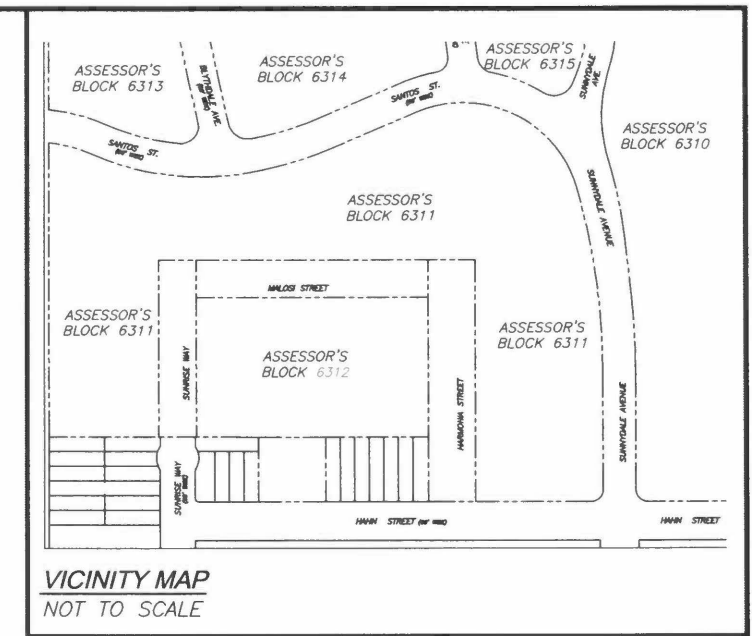 ASSESSOR'S
BLOCK 6313
BLYTHDALE AVE.
ASSESSOR'S
BLOCK 6314
ASSESSOR'S
BLOCK 6315
SUNNYDALE
AVE.
SANTOS ST.
SANTOS ST.
ASSESSOR'S
BLOCK 6310
SUNNYDALE AVENUE
ASSESSOR'S
BLOCK 6311
MALOSI STREET
ASSESSOR'S
BLOCK 6311
SUNRISE WAY
ASSESSOR'S
BLOCK 6312
HARMONIA STREET
ASSESSOR'S
BLOCK 6311
SUNNYDALE AVENUE
SUNRISE WAY
HAHN STREET
HAHN STREET
VICINITY MAP
NOT TO SCALE